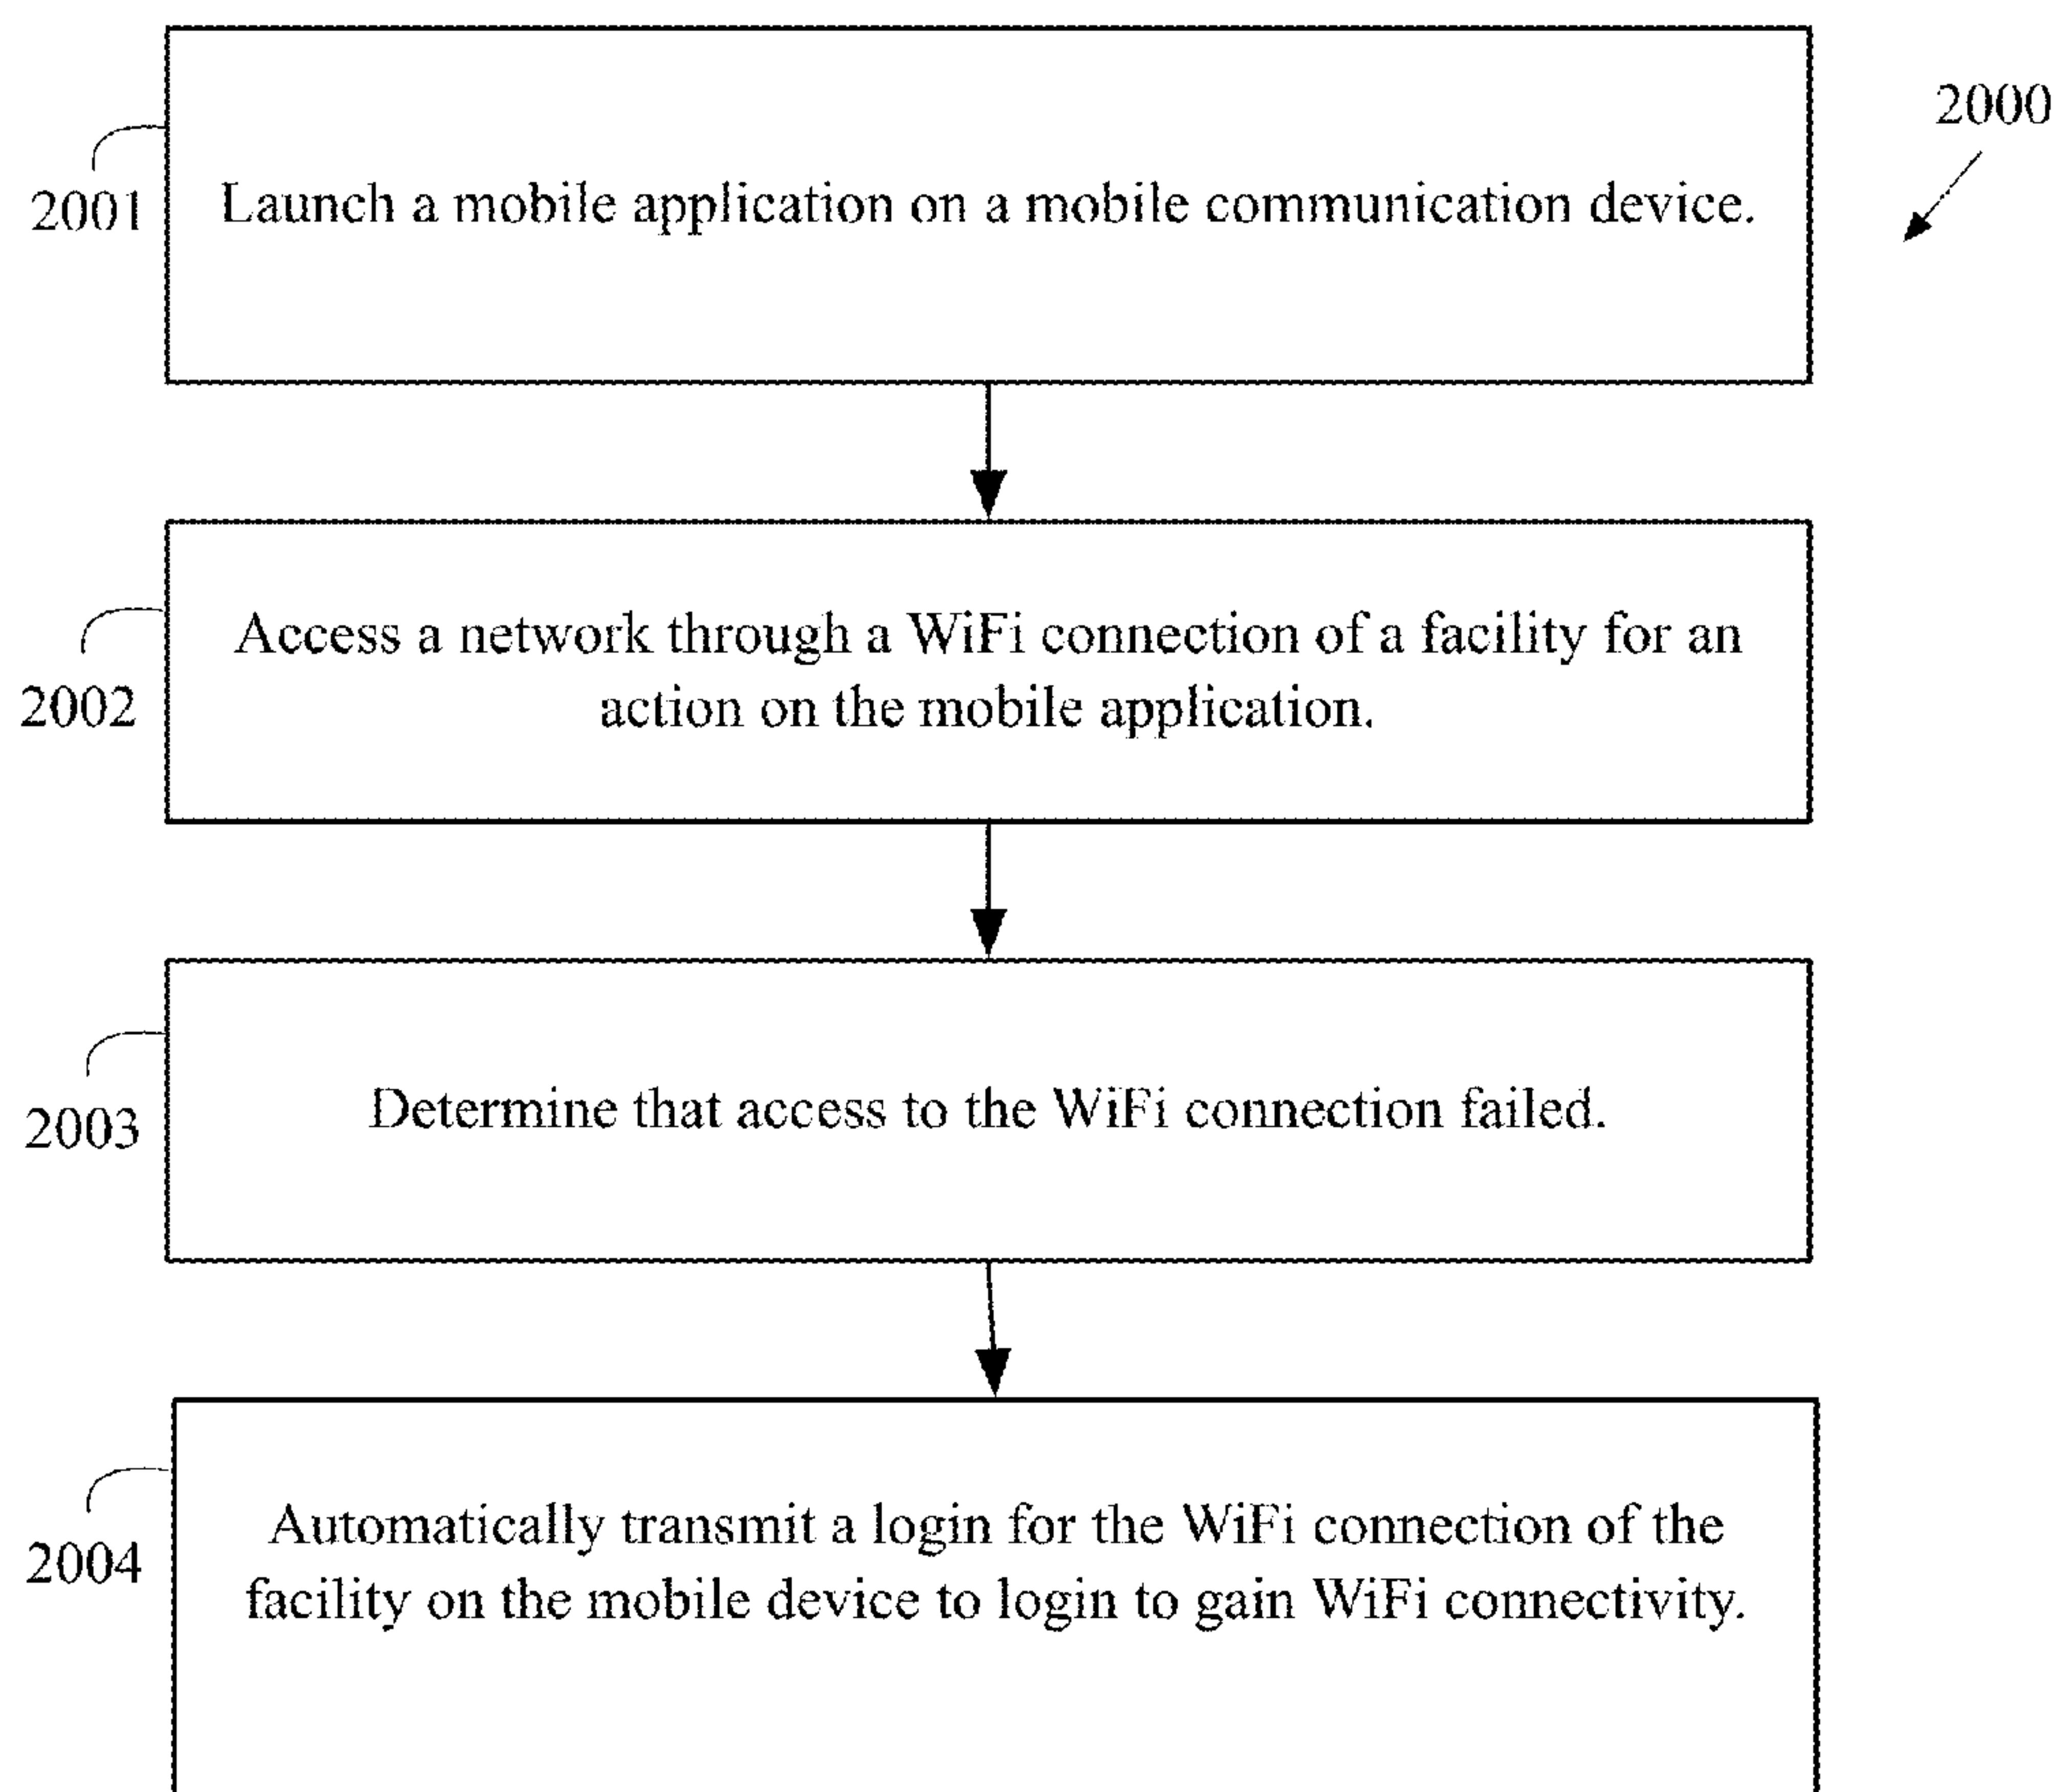 2000
2001
Launch a mobile application on a mobile communication device.
2002
Access a network through a WiFi connection of a facility for an
action on the mobile application.
2003
Determine that access to the WiFi connection failed.
2004
Automatically transmit a login for the WiFi connection of the
facility on the mobile device to login to gain WiFi connectivity.